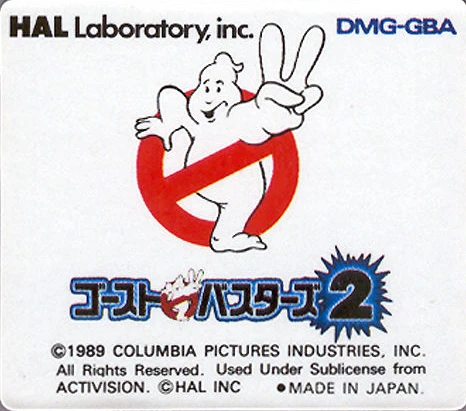 HAL Laboratory, inc. DMG-GBA
ゴーストバスターズ2
©1989 COLUMBIA PICTURES INDUSTRIES, INC.
All Rights Reserved. Used Under Sublicense from
ACTIVISION. ©HAL INC ●MADE IN JAPAN.